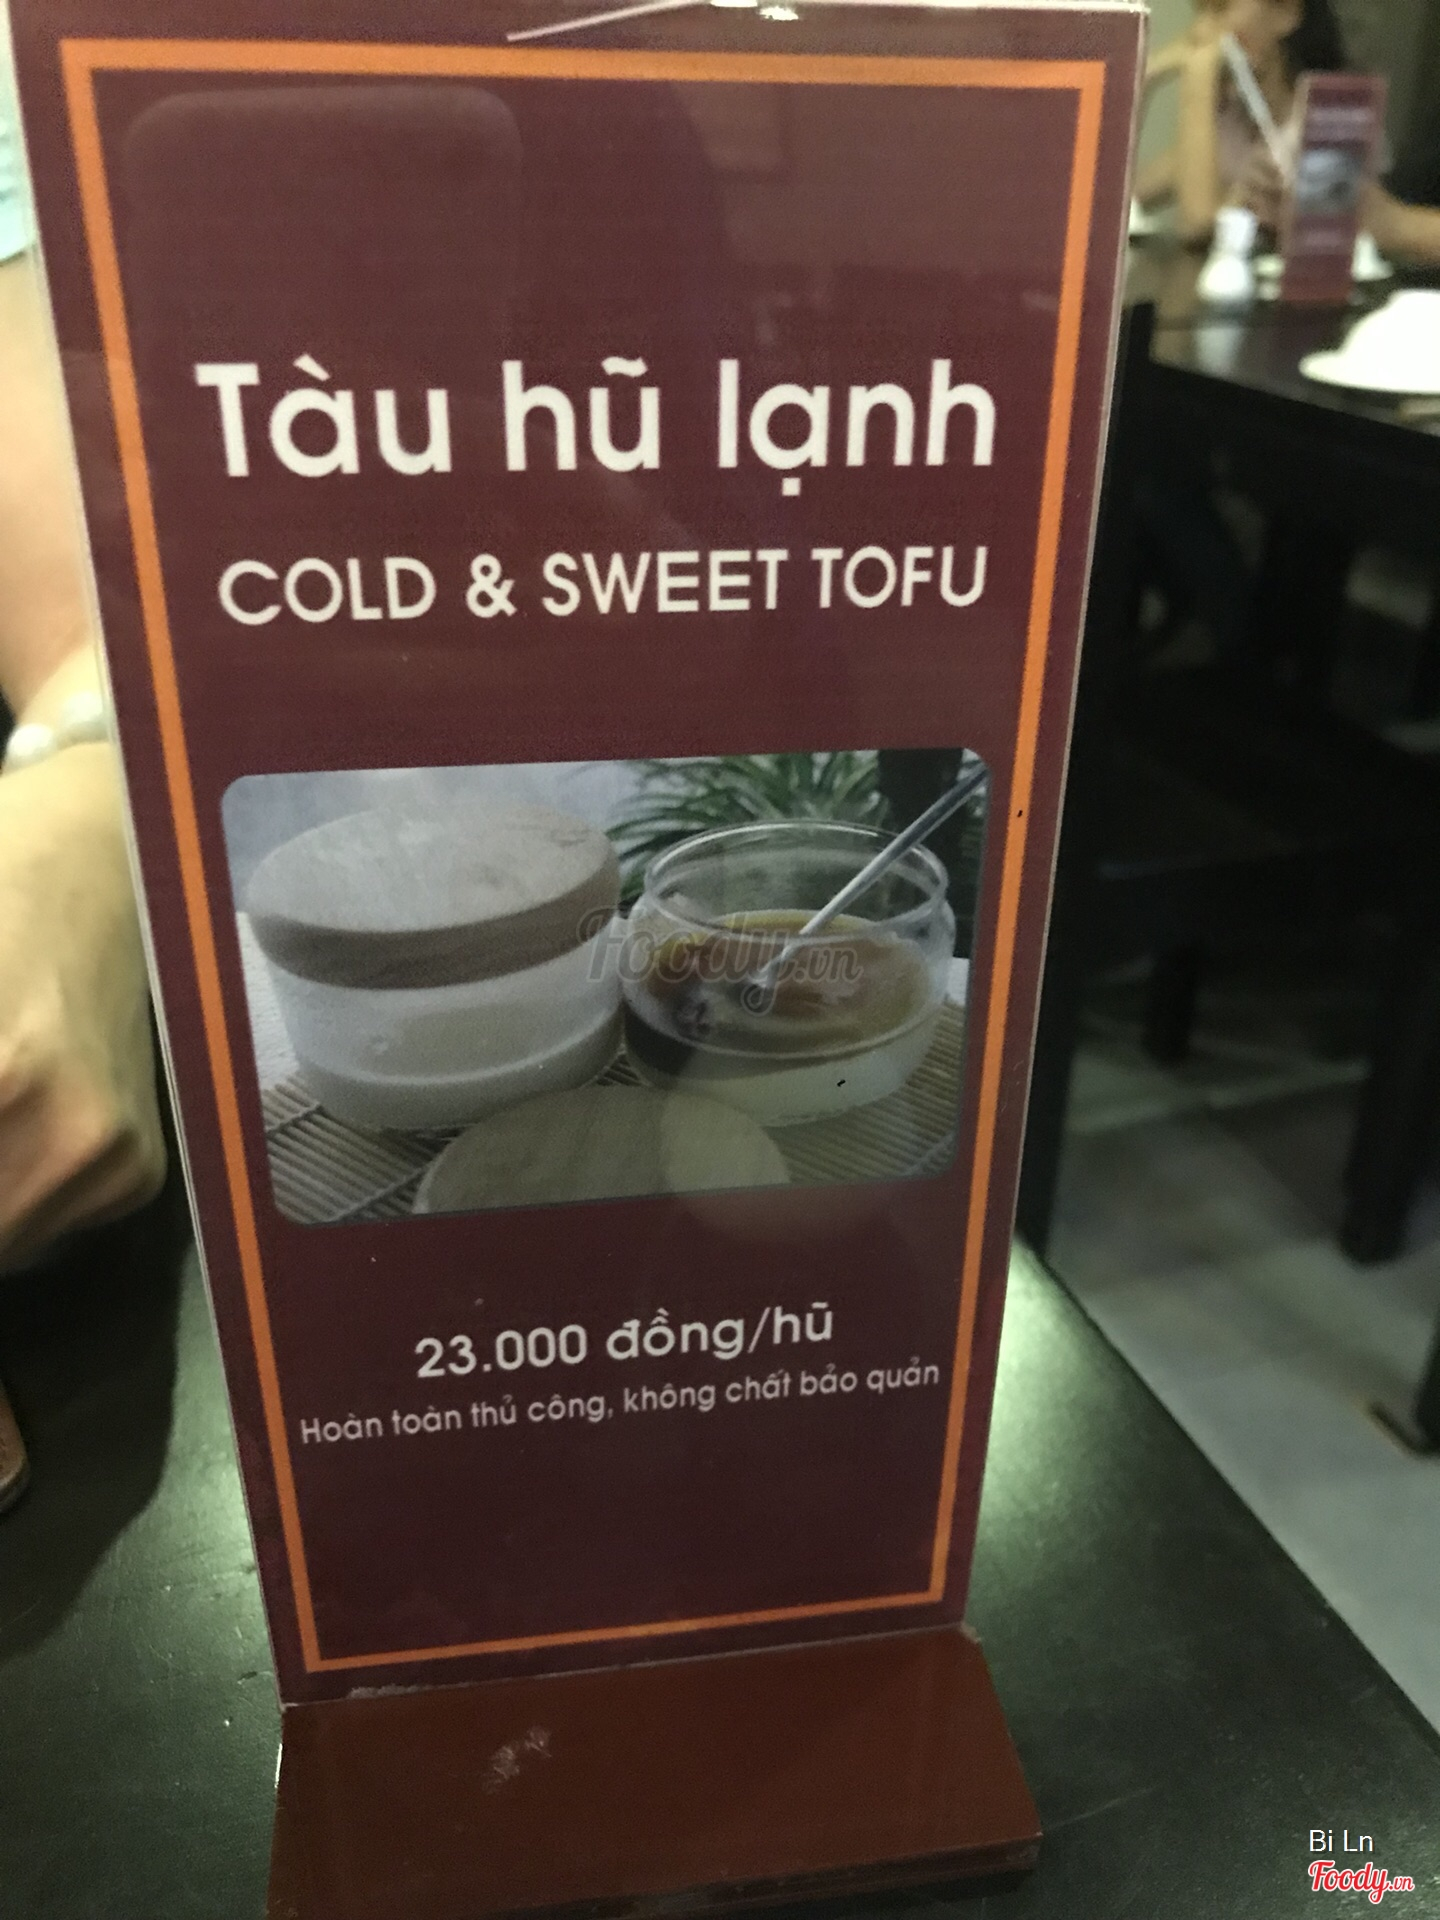 Tàu hũ lạnh
COLD & SWEET TOFU
Foody.vn
23.000 đồng/hũ
Hoàn toàn thủ công, không chất bảo quản
Bi Ln
Foody.vn